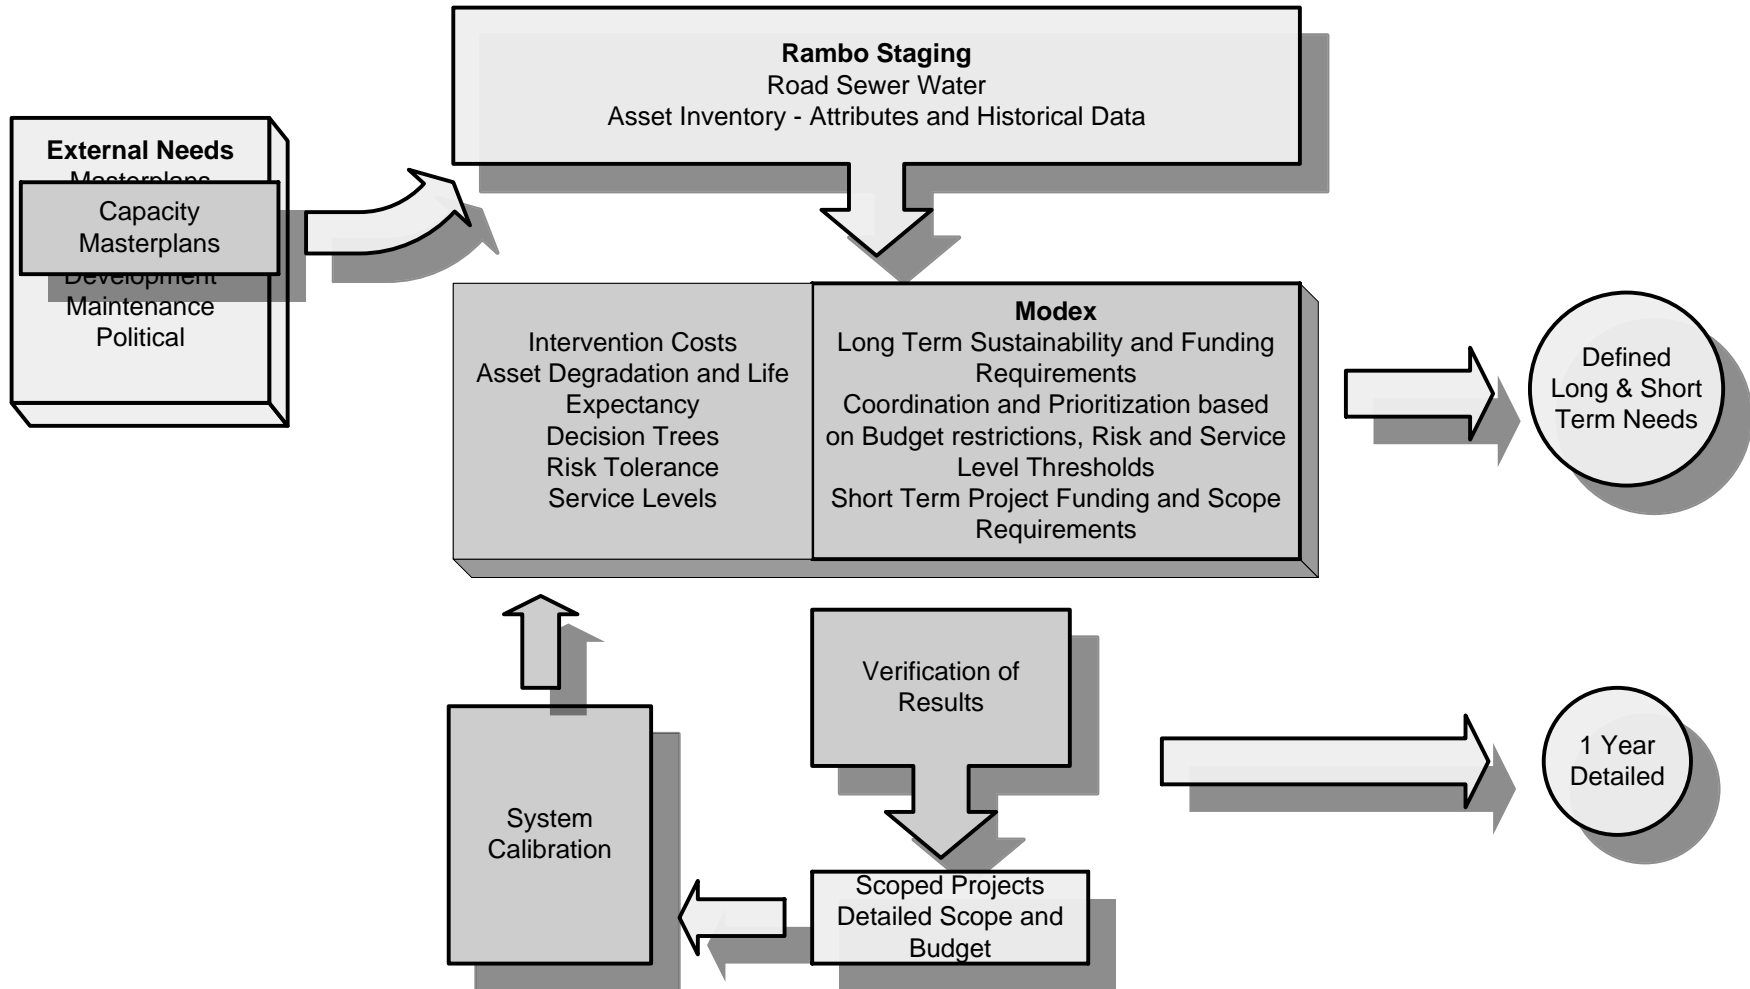 Rambo Staging
Road Sewer Water
Asset Inventory - Attributes and Historical Data
External Needs
Masterplans
Capacity
Masterplans
Development
Maintenance
Political
Intervention Costs
Asset Degradation and Life
Expectancy
Decision Trees
Risk Tolerance
Service Levels
Modex
Long Term Sustainability and Funding
Requirements
Coordination and Prioritization based
on Budget restrictions, Risk and Service
Level Thresholds
Short Term Project Funding and Scope
Requirements
Defined
Long & Short
Term Needs
Verification of
Results
1 Year
Detailed
System
Calibration
Scoped Projects
Detailed Scope and
Budget